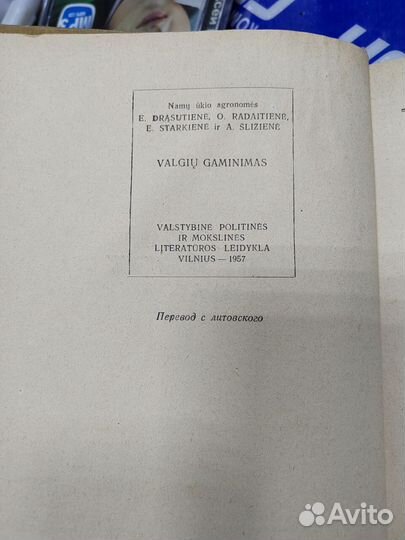 Namų ūkio agronomės
E. DRĄSUTIENĖ, O. RADAITIENĖ,
E. STARKIENĖ ir A. SLIZIENĖ
VALGIŲ GAMINIMAS
VALSTYBINĖ POLITINĖS
IR MOKSLINĖS
LITERATŪROS LEIDYKLA
VILNIUS — 1957
Перевод с литовского
Avito